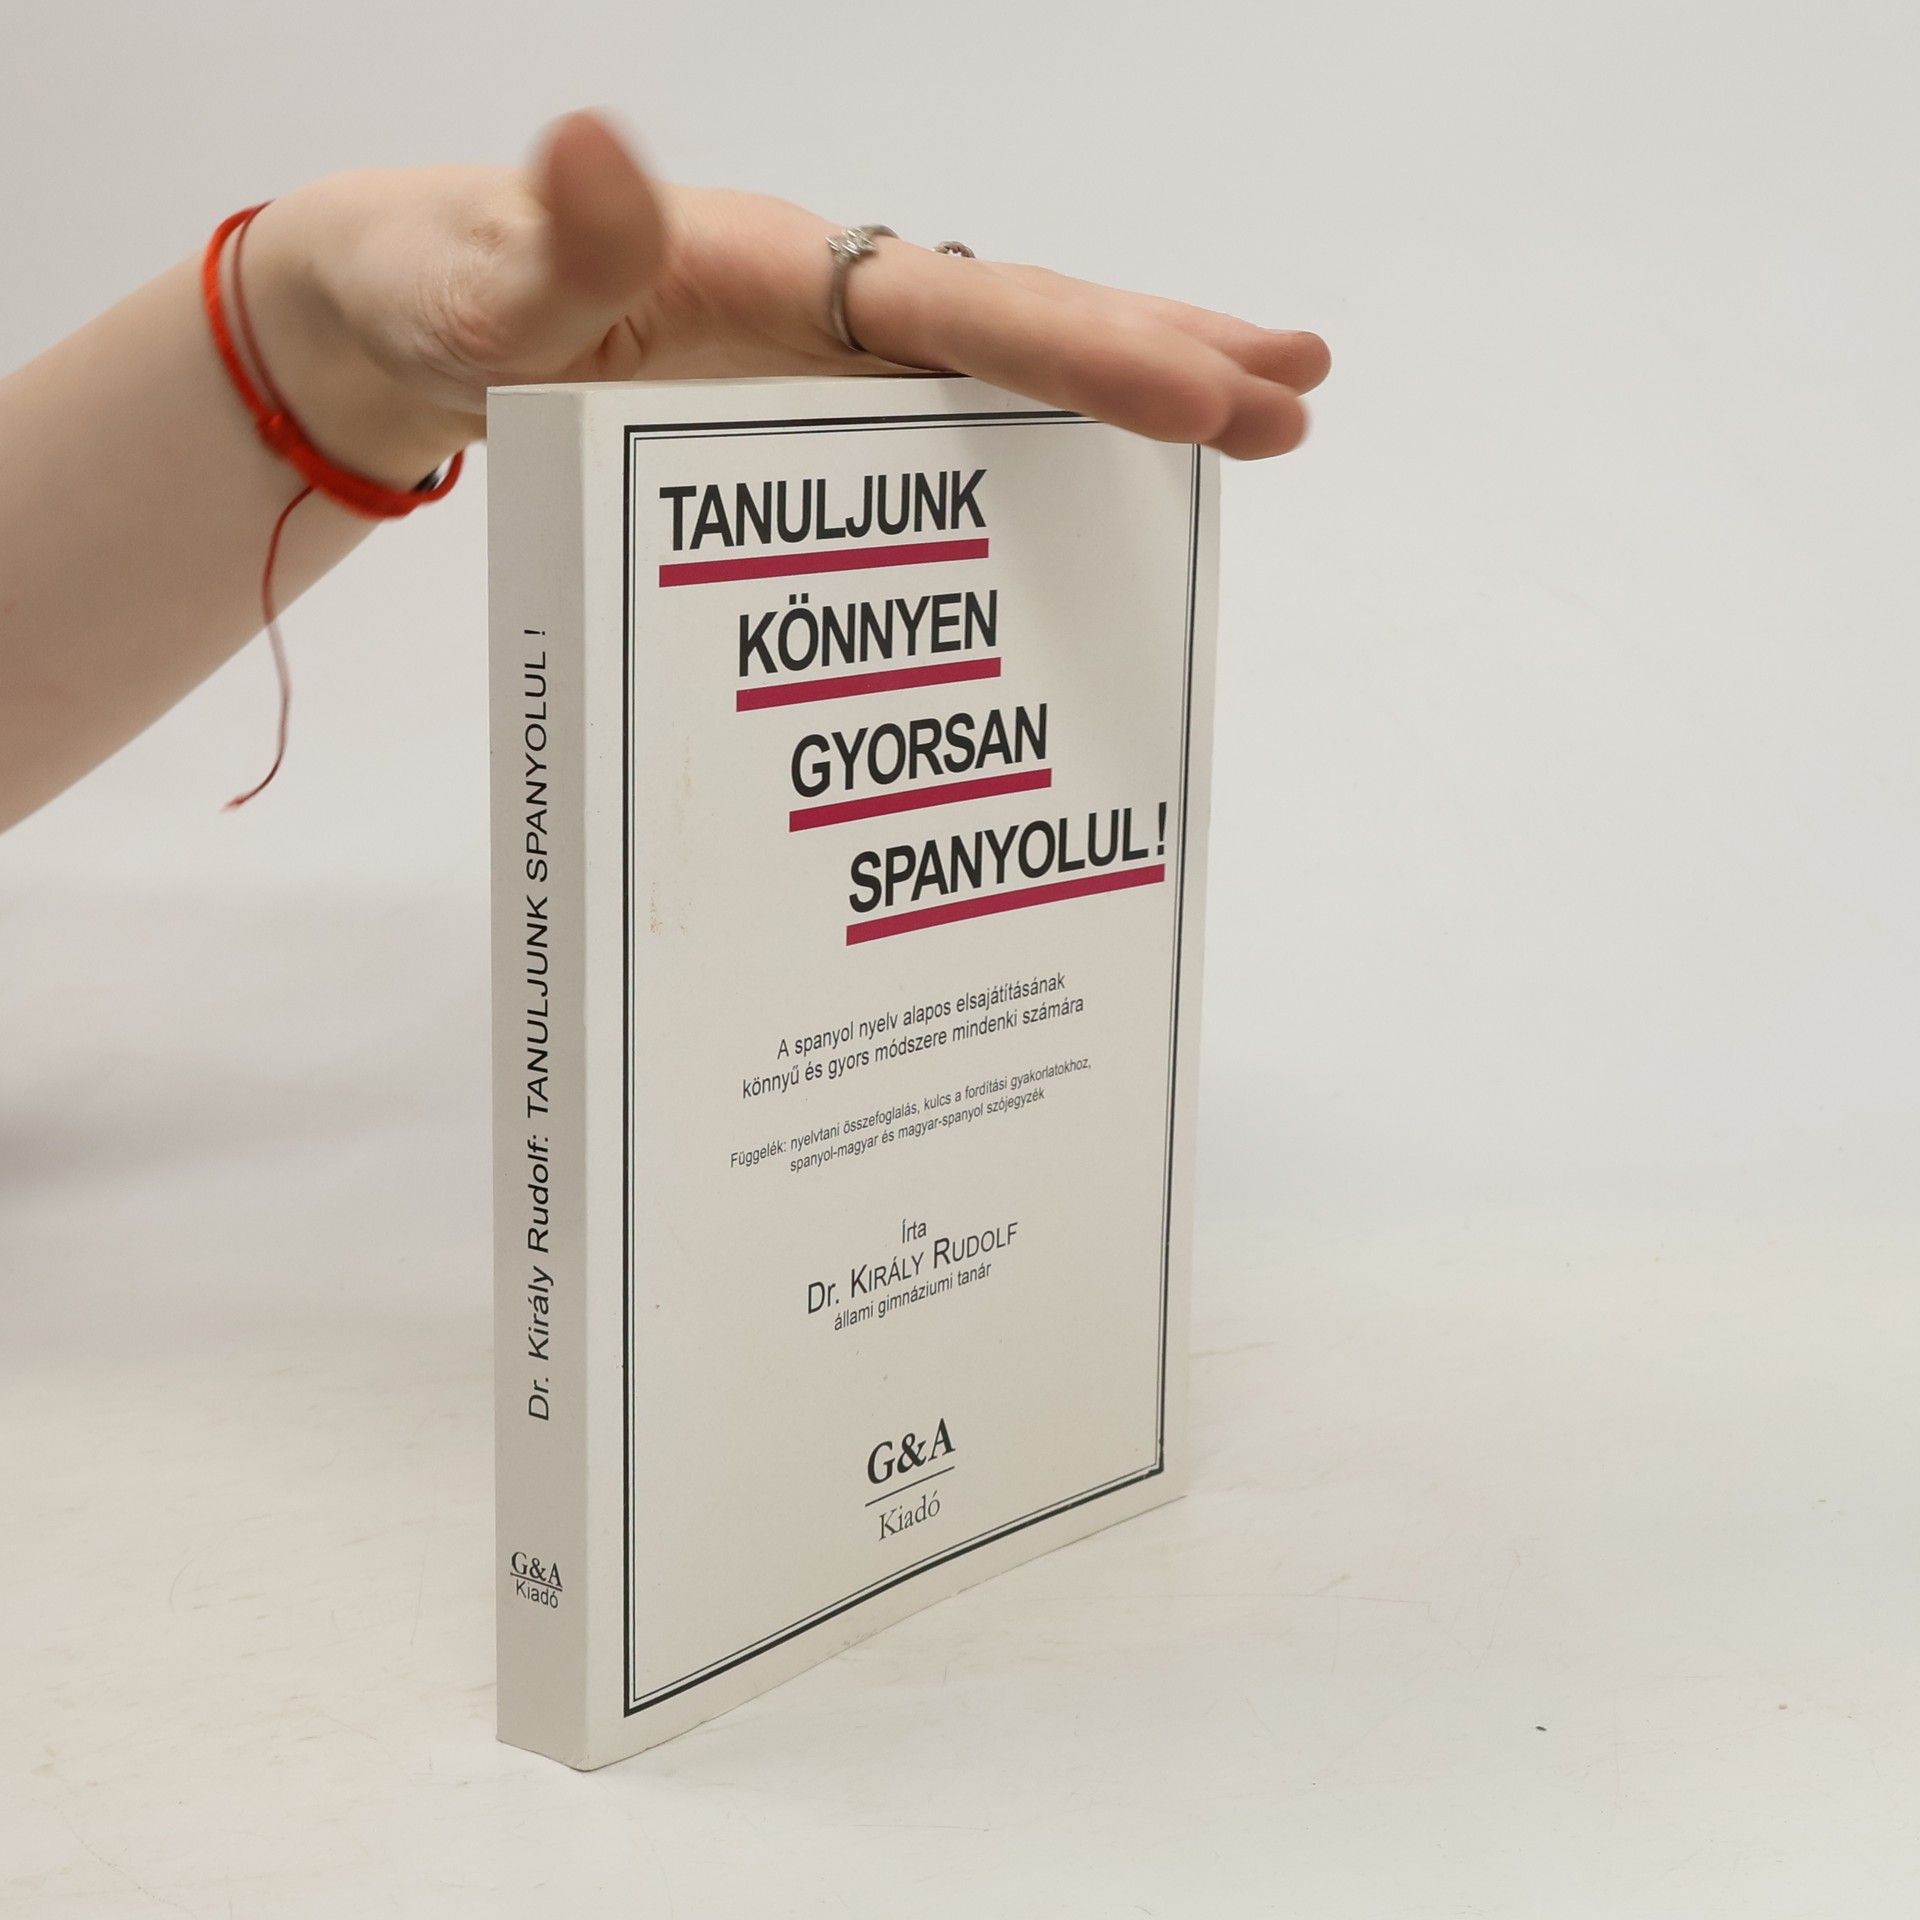 TANULJUNK
KÖNNYEN
GYORSAN
SPANYOLUL!
A spanyol nyelv alapos elsajátításának
könnyű és gyors módszere mindenki számára
Függelék: nyelvtani összefoglalás, kulcs a fordítási gyakorlatokhoz,
spanyol-magyar és magyar-spanyol szójegyzék
Írta
Dr. KIRÁLY RUDOLF
állami gimnáziumi tanár
G&A
Kiadó
Dr. Király Rudolf: TANULJUNK SPANYOLUL !
G&A
Kiadó